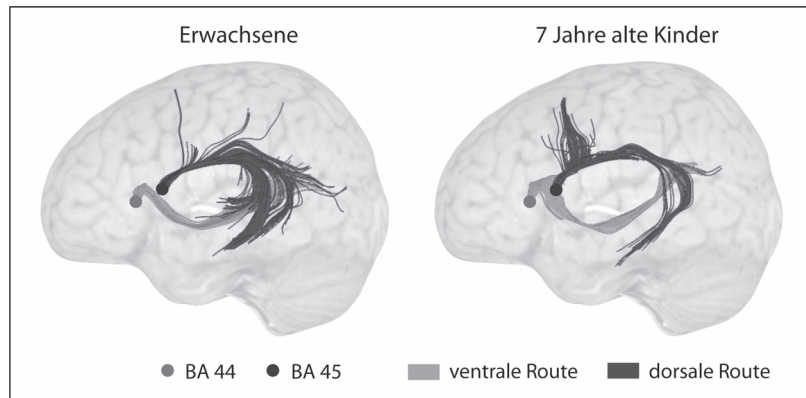 Erwachsene
7 Jahre alte Kinder
BA 44 BA 45 ventrale Route dorsale Route